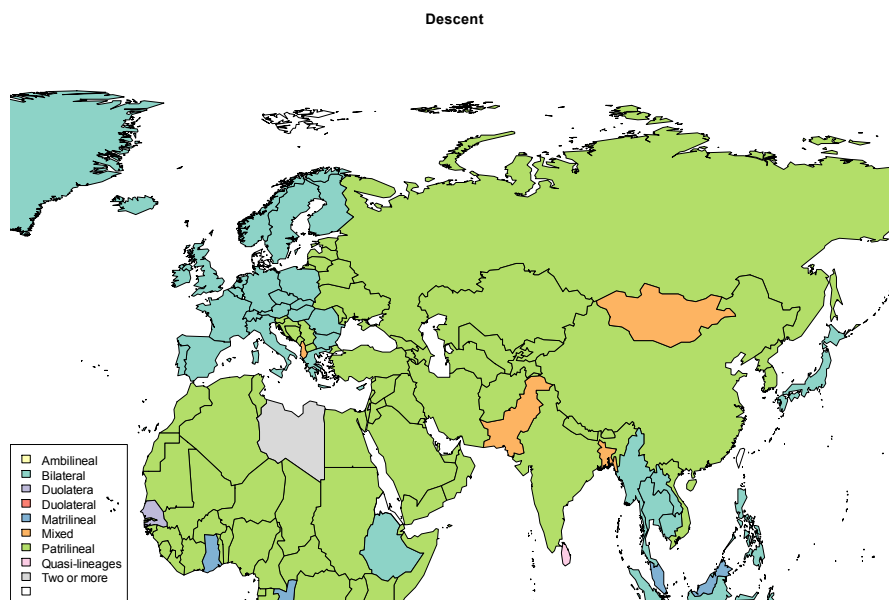 Descent
Ambilineal
Bilateral
Duolatera
Duolateral
Matrilineal
Mixed
Patrilineal
Quasi-lineages
Two or more